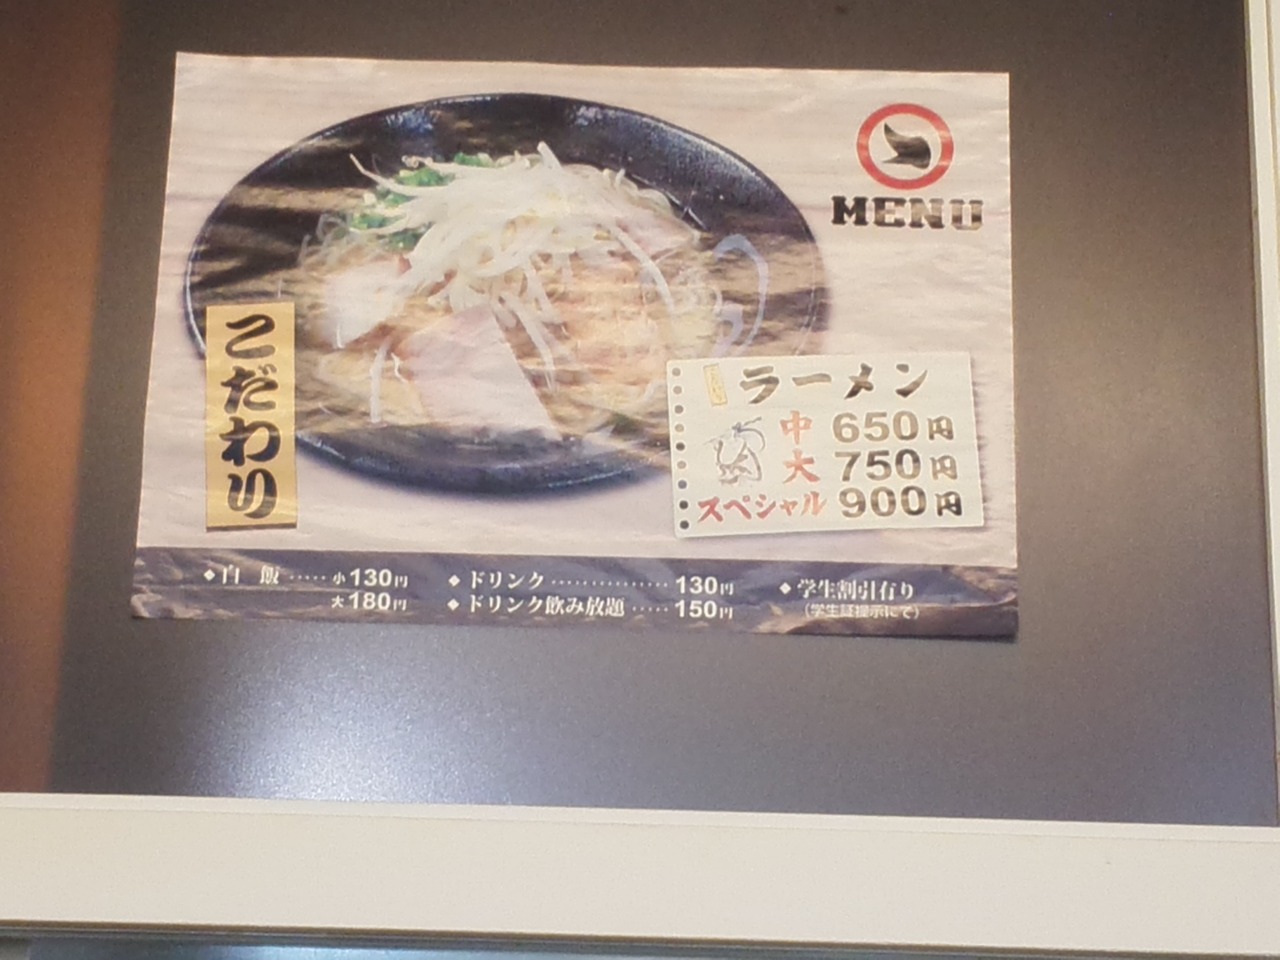 MENU
こだわり
ラーメン
中 650円
大 750円
スペシャル 900円
◆白 飯 ····· 小130円
大180円
◆ドリンク ··············· 130円
◆ドリンク飲み放題 ····· 150円
◆学生割引有り
(学生証提示にて)